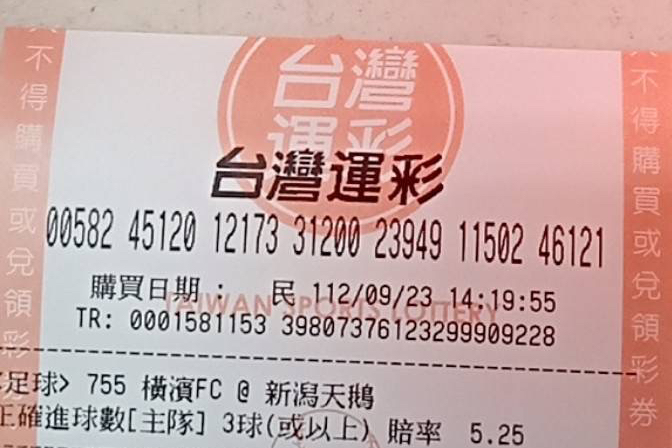 台灣運彩
台灣運彩
00582 45120 12173 31200 23949 11502 46121
購買日期： 民 112/09/23 14:19:55
TAIWAN SPORTS LOTTERY
TR: 0001581153 39807376123299909228
足球> 755 橫濱FC @ 新潟天鵝
正確進球數[主隊] 3球(或以上) 賠率 5.25
不得購買或兌領彩
不得購買或兌領彩券